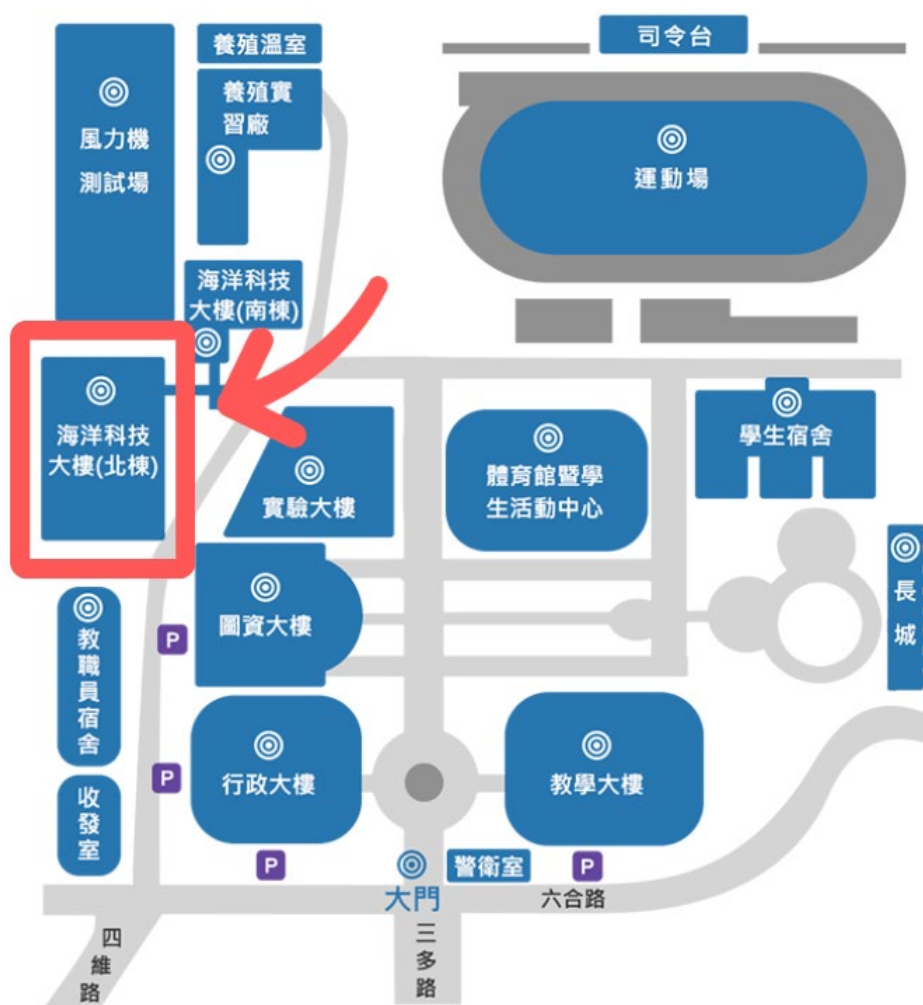 養殖溫室
司令台
風力機
測試場
養殖實
習廠
運動場
海洋科技
大樓(南棟)
海洋科技
大樓(北棟)
實驗大樓
體育館暨學
生活動中心
學生宿舍
長城
圖資大樓
P
教職員宿舍
行政大樓
P
教學大樓
收發室
P
大門
警衛室
P
六合路
四維路
三多路